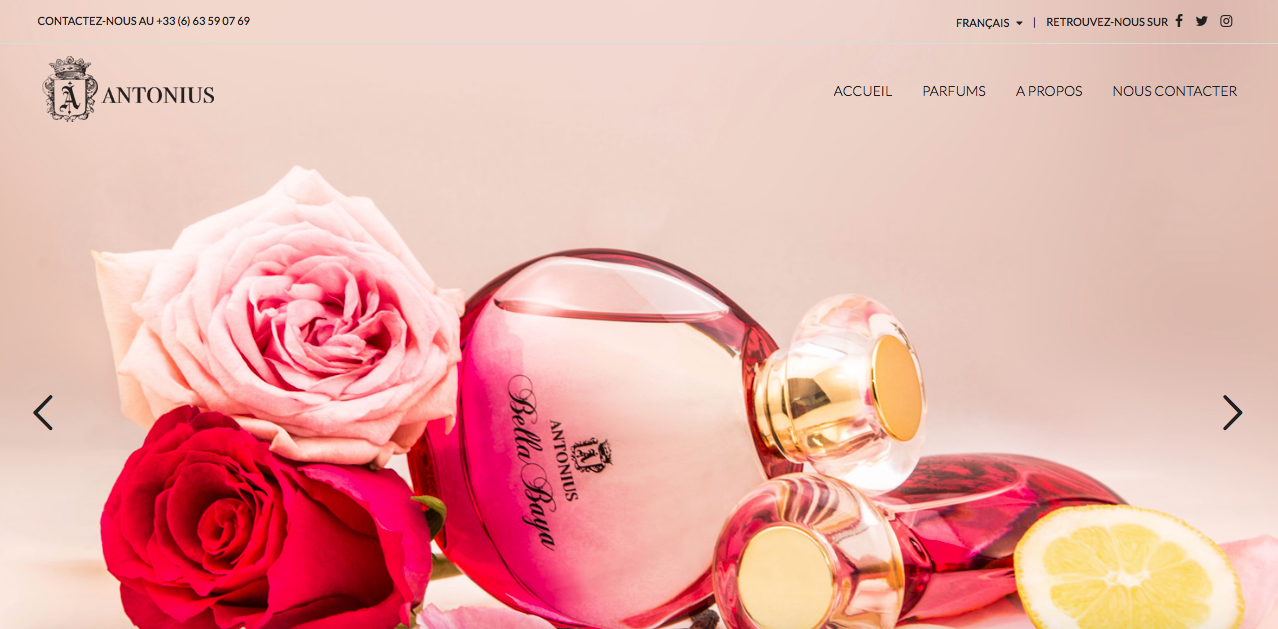 CONTACTEZ-NOUS AU +33 (6) 63 59 07 69
FRANÇAIS | RETROUVEZ-NOUS SUR
A ANTONIUS
ACCUEIL PARFUMS A PROPOS NOUS CONTACTER
A
ANTONIUS
Bella Baya